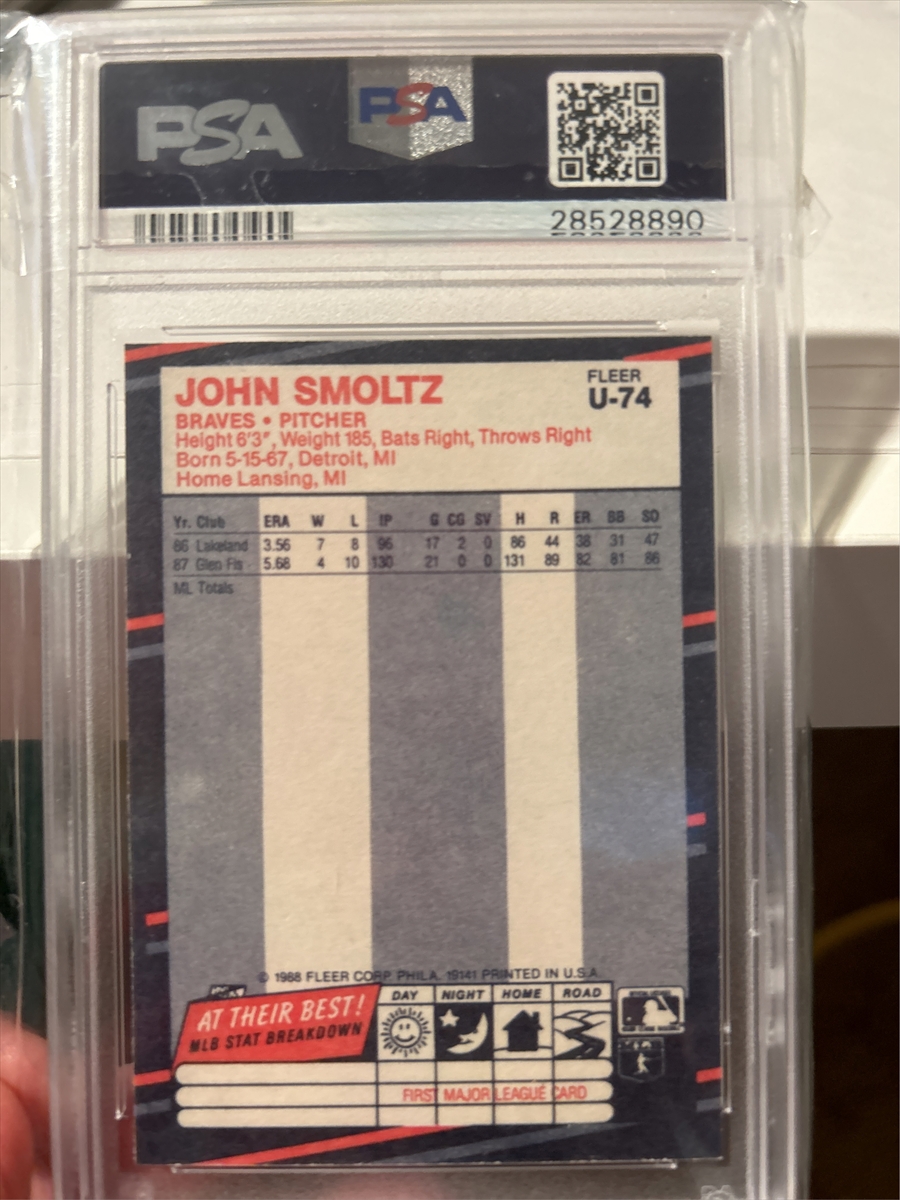 PSA PSA
28528890
JOHN SMOLTZ
FLEER
U-74
BRAVES • PITCHER
Height 6'3", Weight 185, Bats Right, Throws Right
Born 5-15-67, Detroit, MI
Home Lansing, MI
Yr. Club ERA W L IP G CG SV H R ER BB SO
86 Lakeland 3.56 7 8 96 17 2 0 86 44 38 31 47
87 Glen Fls 5.68 4 10 130 21 0 0 131 89 82 81 86
ML Totals
© 1988 FLEER CORP. PHILA. 19141 PRINTED IN U.S.A.
AT THEIR BEST!
MLB STAT BREAKDOWN
DAY NIGHT HOME ROAD
FIRST MAJOR LEAGUE CARD